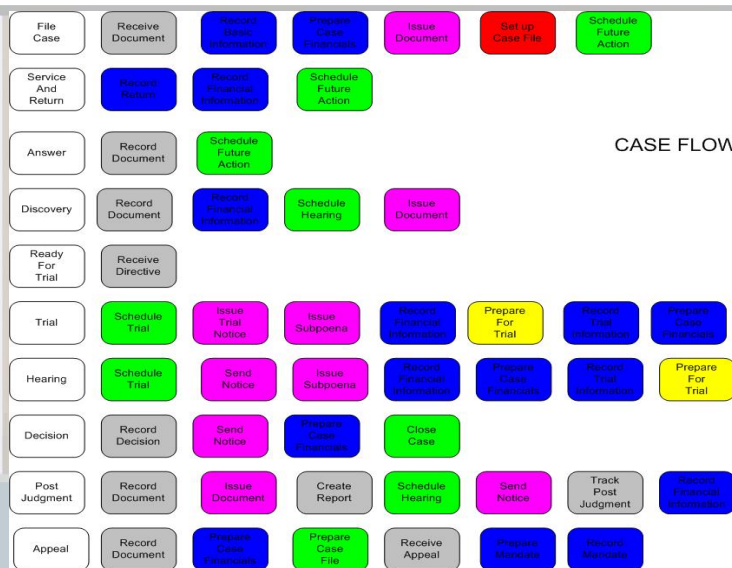 File Case
Receive Document
Record Basic Information
Prepare Case Financials
Issue Document
Set up Case File
Schedule Future Action
Service And Return
Record Return
Record Financial Information
Schedule Future Action
Answer
Record Document
Schedule Future Action
CASE FLOW
Discovery
Record Document
Record Financial Information
Schedule Hearing
Issue Document
Ready For Trial
Receive Directive
Trial
Schedule Trial
Issue Trial Notice
Issue Subpoena
Record Financial Information
Prepare For Trial
Record Trial Information
Prepare Case Financials
Hearing
Schedule Trial
Send Notice
Issue Subpoena
Record Financial Information
Prepare Case Financials
Record Trial Information
Prepare For Trial
Decision
Record Decision
Send Notice
Prepare Case Financials
Close Case
Post Judgment
Record Document
Issue Document
Create Report
Schedule Hearing
Send Notice
Track Post Judgment
Record Financial Information
Appeal
Record Document
Prepare Case Financials
Prepare Case File
Receive Appeal
Prepare Mandate
Record Mandate